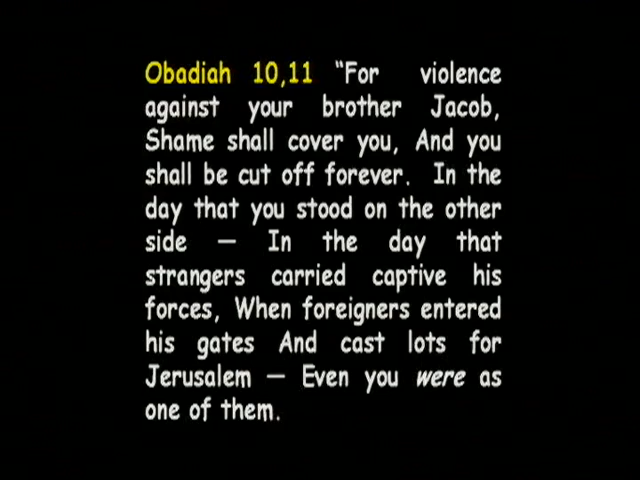 Obadiah 10,11 “For violence
against your brother Jacob,
Shame shall cover you, And you
shall be cut off forever. In the
day that you stood on the other
side – In the day that
strangers carried captive his
forces, When foreigners entered
his gates And cast lots for
Jerusalem – Even you were as
one of them.